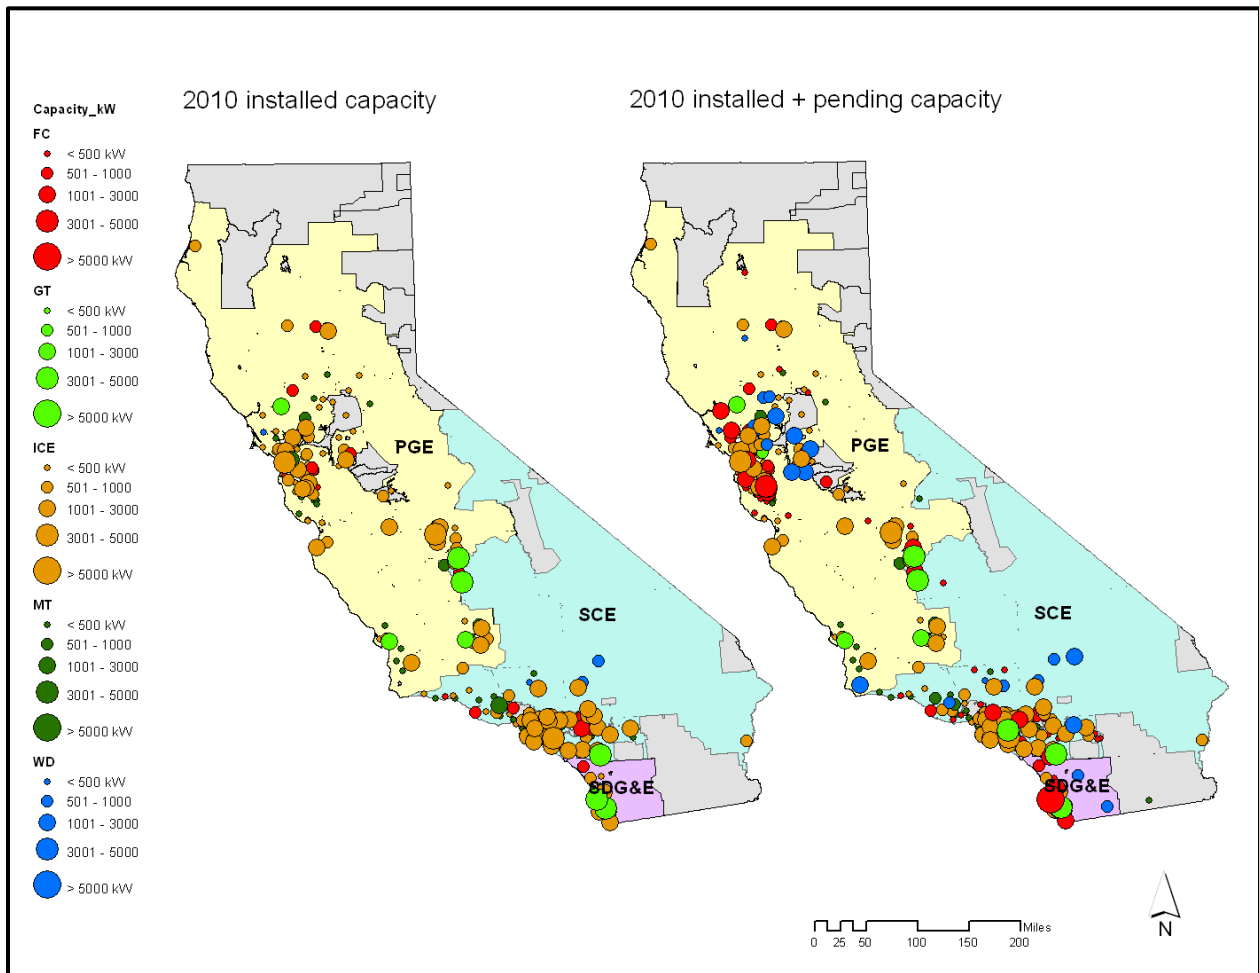 2010 installed capacity
2010 installed + pending capacity
Capacity_kW
FC
< 500 kW
501 - 1000
1001 - 3000
3001 - 5000
> 5000 kW
GT
< 500 kW
501 - 1000
1001 - 3000
3001 - 5000
> 5000 kW
ICE
< 500 kW
501 - 1000
1001 - 3000
3001 - 5000
> 5000 kW
MT
< 500 kW
501 - 1000
1001 - 3000
3001 - 5000
> 5000 kW
WD
< 500 kW
501 - 1000
1001 - 3000
3001 - 5000
> 5000 kW
PGE
SCE
SDG&E
PGE
SCE
SDG&E
Miles
0 25 50 100 150 200
N